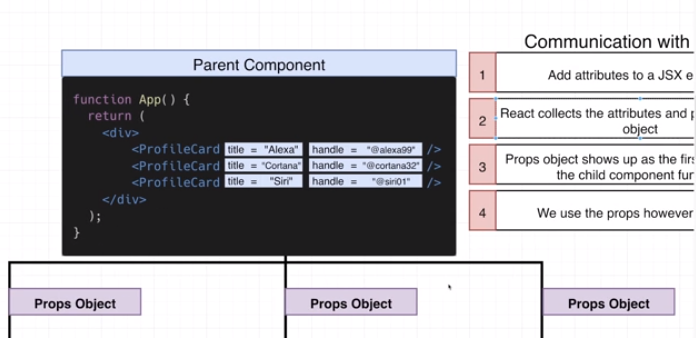 Communication with
Parent Component
function App() {
return (
<div>
<ProfileCard title = "Alexa" handle = "@alexa99" />
<ProfileCard title = "Cortana" handle = "@cortana32" />
<ProfileCard title = "Siri" handle = "@siri01" />
</div>
);
}
1 Add attributes to a JSX e
2 React collects the attributes and p
object
3 Props object shows up as the firs
the child component fun
4 We use the props however
Props Object
Props Object
Props Object